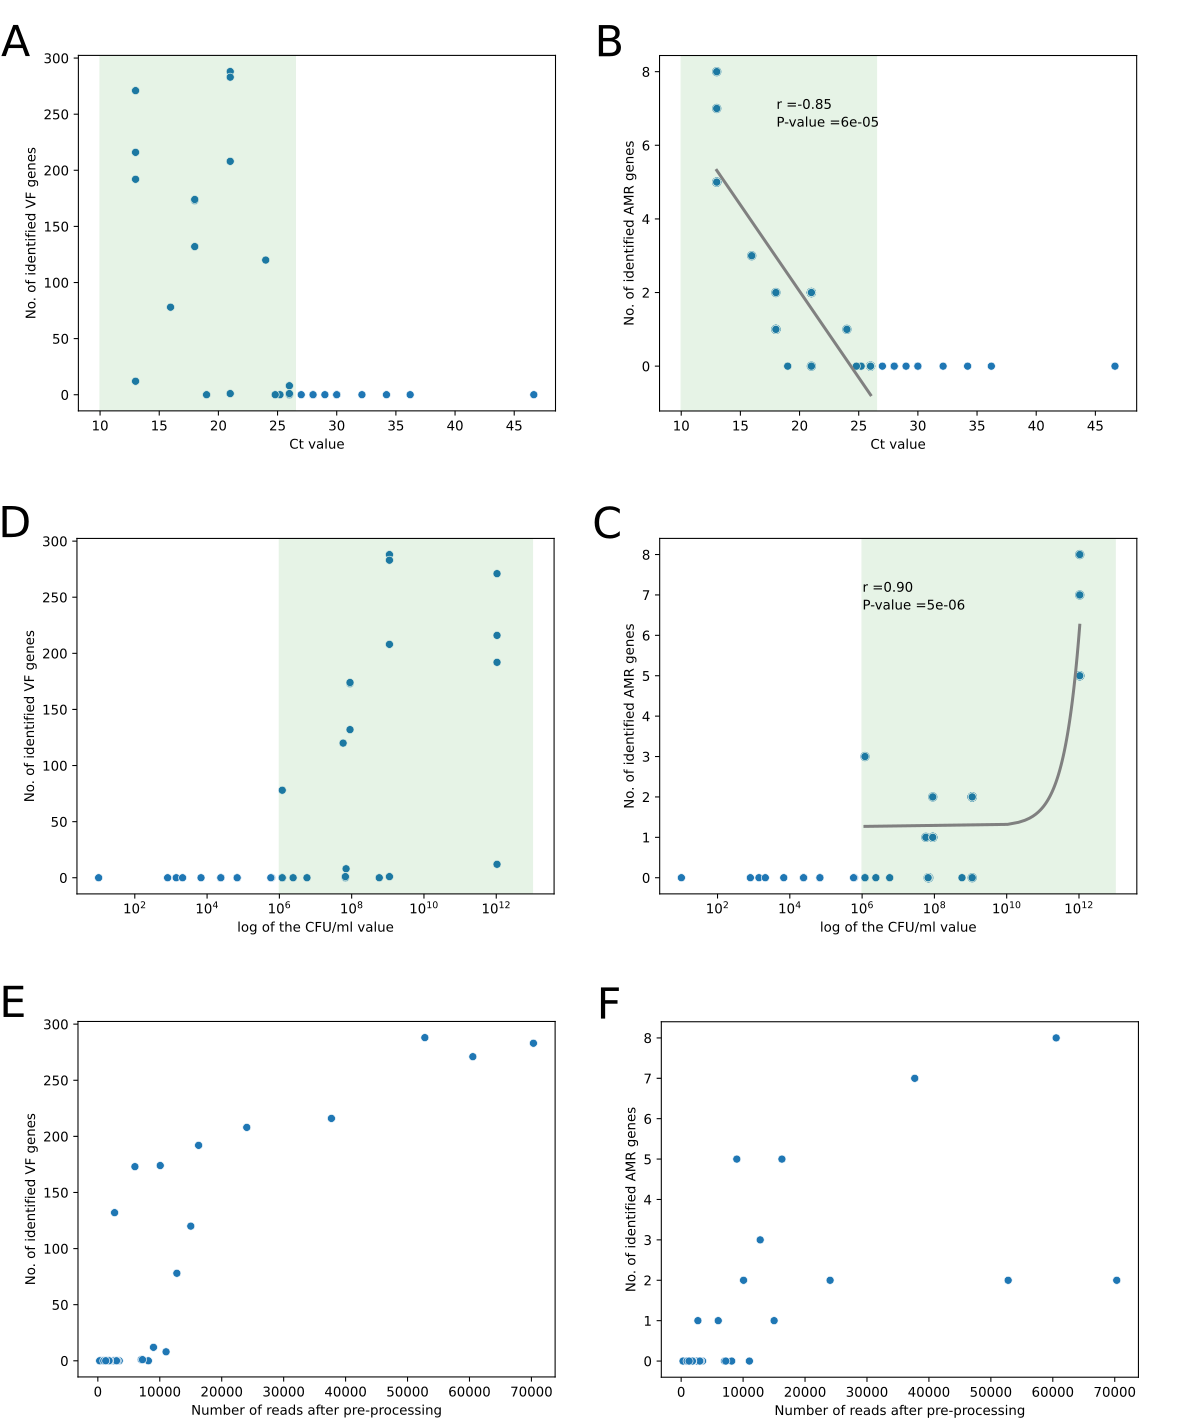 A
300
250
200
150
100
50
0
No. of identified VF genes
10 15 20 25 30 35 40 45
Ct value
B
8
6
4
2
0
No. of identified AMR genes
r =-0.85
P-value =6e-05
10 15 20 25 30 35 40 45
Ct value
D
300
250
200
150
100
50
0
No. of identified VF genes
10² 10⁴ 10⁶ 10⁸ 10¹⁰ 10¹²
log of the CFU/ml value
C
8
7
6
5
4
3
2
1
0
No. of identified AMR genes
r =0.90
P-value =5e-06
10² 10⁴ 10⁶ 10⁸ 10¹⁰ 10¹²
log of the CFU/ml value
E
300
250
200
150
100
50
0
No. of identified VF genes
0 10000 20000 30000 40000 50000 60000 70000
Number of reads after pre-processing
F
8
7
6
5
4
3
2
1
0
No. of identified AMR genes
0 10000 20000 30000 40000 50000 60000 70000
Number of reads after pre-processing